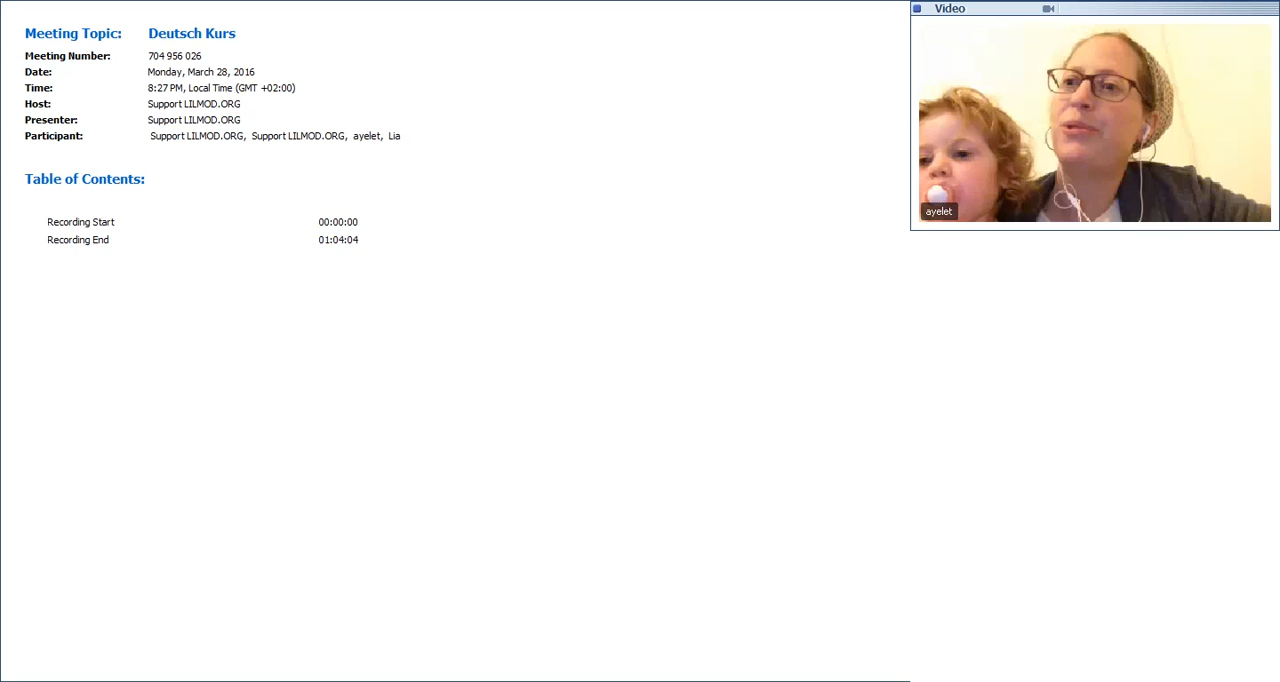 Meeting Topic: Deutsch Kurs
Meeting Number: 704 956 026
Date: Monday, March 28, 2016
Time: 8:27 PM, Local Time (GMT +02:00)
Host: Support LILMOD.ORG
Presenter: Support LILMOD.ORG
Participant: Support LILMOD.ORG, Support LILMOD.ORG, ayelet, Lia
Table of Contents:
Recording Start 00:00:00
Recording End 01:04:04
Video
ayelet